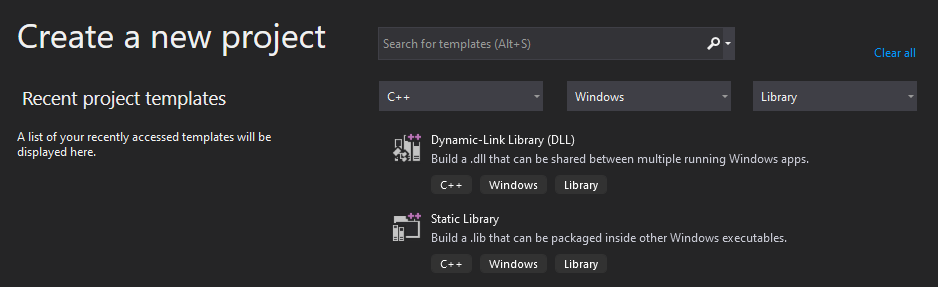 Create a new project
Search for templates (Alt+S)
Clear all
Recent project templates
A list of your recently accessed templates will be
displayed here.
C++
Windows
Library
Dynamic-Link Library (DLL)
Build a .dll that can be shared between multiple running Windows apps.
C++ Windows Library
Static Library
Build a .lib that can be packaged inside other Windows executables.
C++ Windows Library